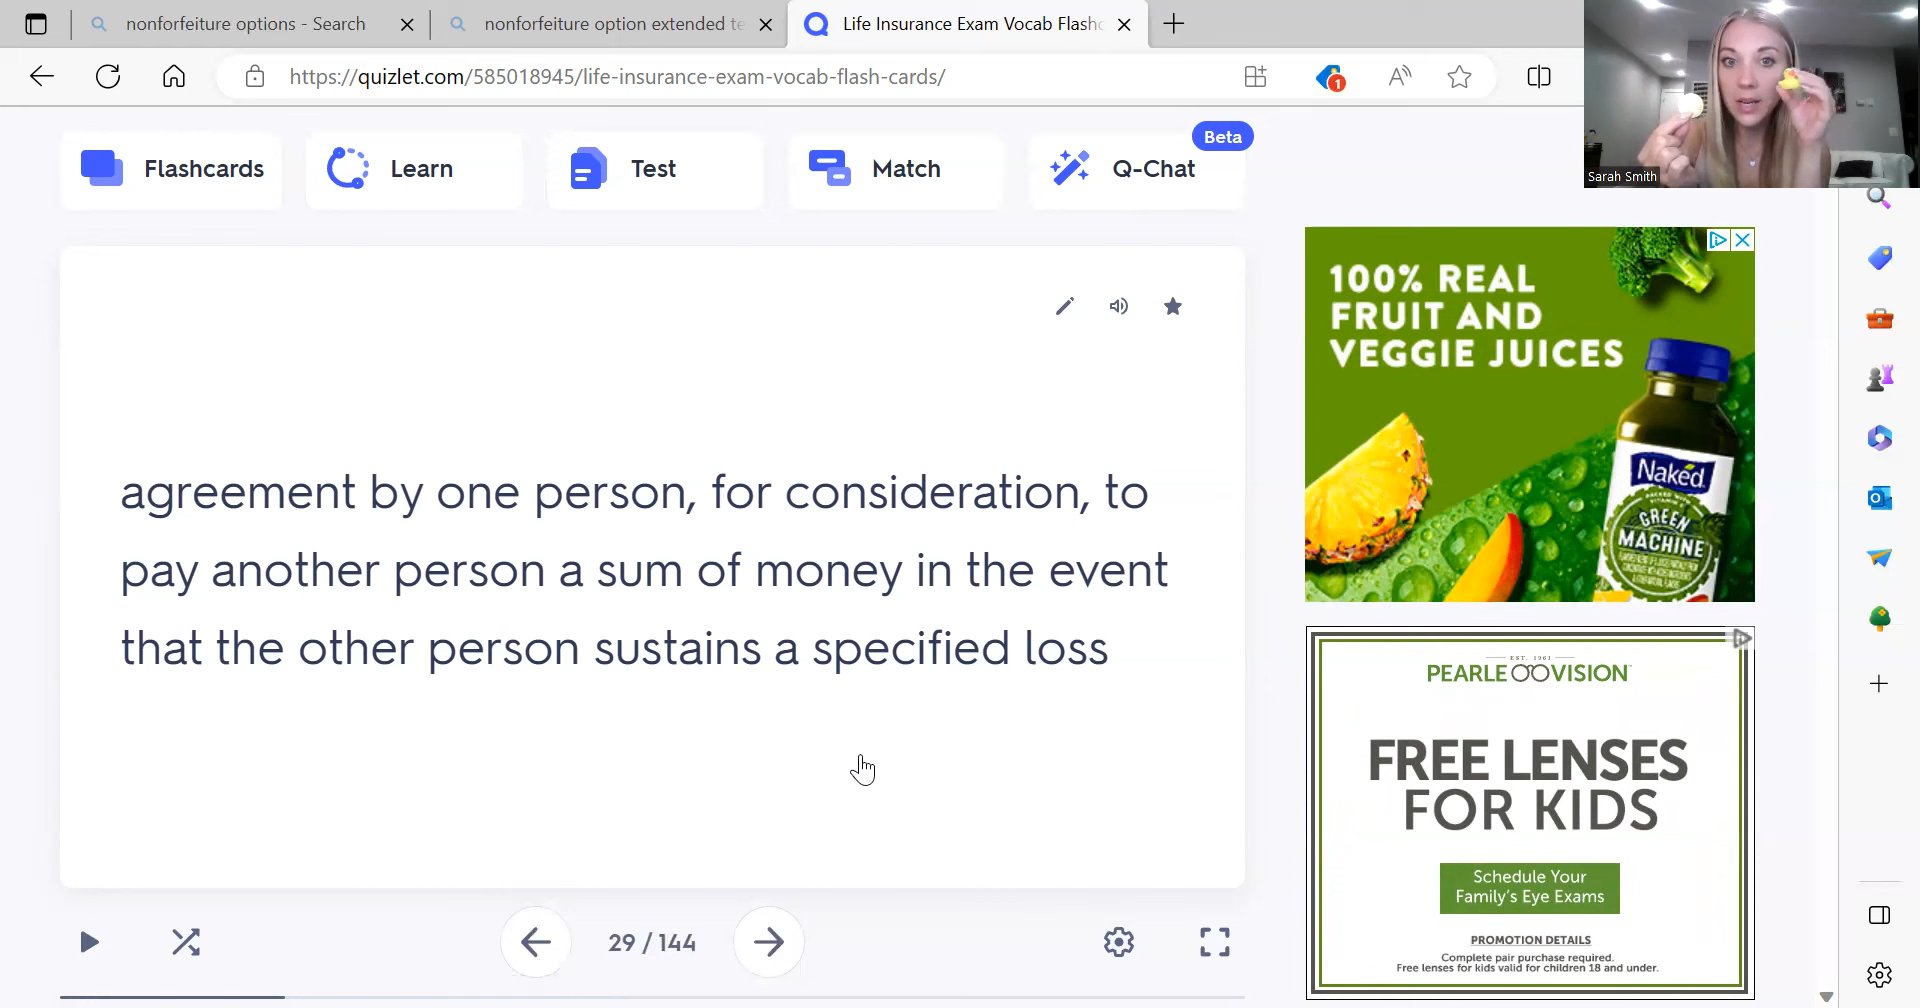 nonforfeiture options - Search
nonforfeiture option extended te
Life Insurance Exam Vocab Flashc
https://quizlet.com/585018945/life-insurance-exam-vocab-flash-cards/
1
Sarah Smith
Flashcards
Learn
Test
Match
Q-Chat
Beta
agreement by one person, for consideration, to
pay another person a sum of money in the event
that the other person sustains a specified loss
29 / 144
100% REAL
FRUIT AND
VEGGIE JUICES
Naked
GREEN
MACHINE
EST. 1961
PEARLE VISION
FREE LENSES
FOR KIDS
Schedule Your
Family's Eye Exams
PROMOTION DETAILS
Complete pair purchase required.
Free lenses for kids valid for children 18 and under.